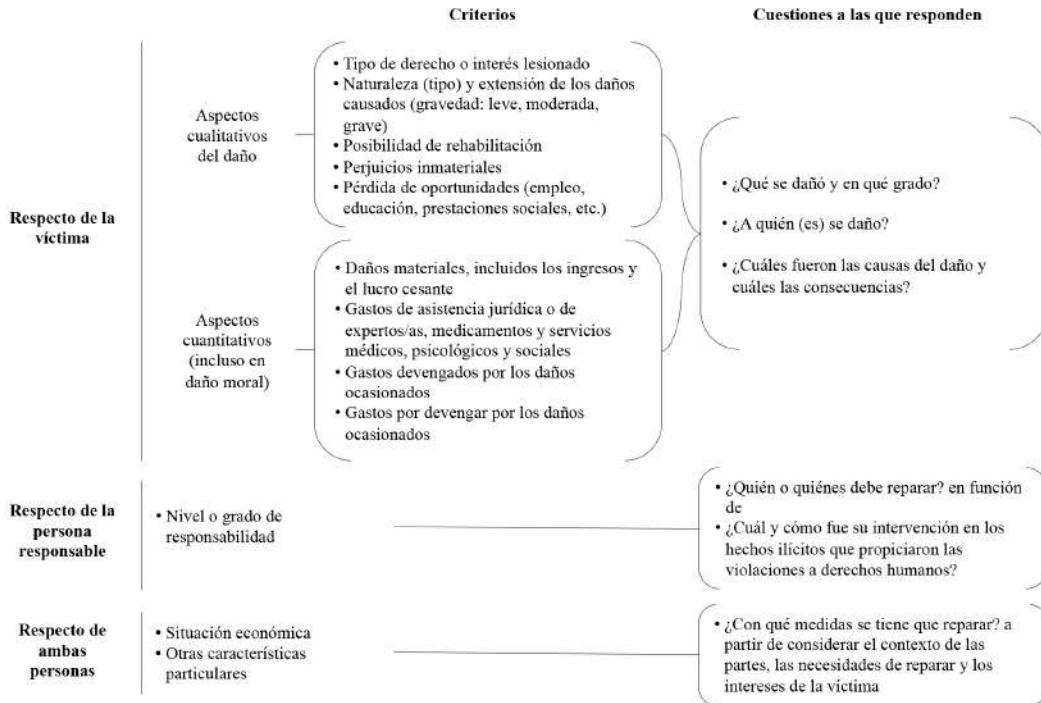 Criterios
Cuestiones a las que responden
Respecto de la
víctima
Aspectos
cualitativos
del daño
• Tipo de derecho o interés lesionado
• Naturaleza (tipo) y extensión de los daños
causados (gravedad: leve, moderada,
grave)
• Posibilidad de rehabilitación
• Perjuicios inmateriales
• Pérdida de oportunidades (empleo,
educación, prestaciones sociales, etc.)
Aspectos
cuantitativos
(incluso en
daño moral)
• Daños materiales, incluidos los ingresos y
el lucro cesante
• Gastos de asistencia jurídica o de
expertos/as, medicamentos y servicios
médicos, psicológicos y sociales
• Gastos devengados por los daños
ocasionados
• Gastos por devengar por los daños
ocasionados
• ¿Qué se dañó y en qué grado?
• ¿A quién (es) se daño?
• ¿Cuáles fueron las causas del daño y
cuáles las consecuencias?
Respecto de la
persona
responsable
• Nivel o grado de
responsabilidad
• ¿Quién o quiénes debe reparar? en función
de
• ¿Cuál y cómo fue su intervención en los
hechos ilícitos que propiciaron las
violaciones a derechos humanos?
Respecto de
ambas
personas
• Situación económica
• Otras características
particulares
• ¿Con qué medidas se tiene que reparar? a
partir de considerar el contexto de las
partes, las necesidades de reparar y los
intereses de la víctima